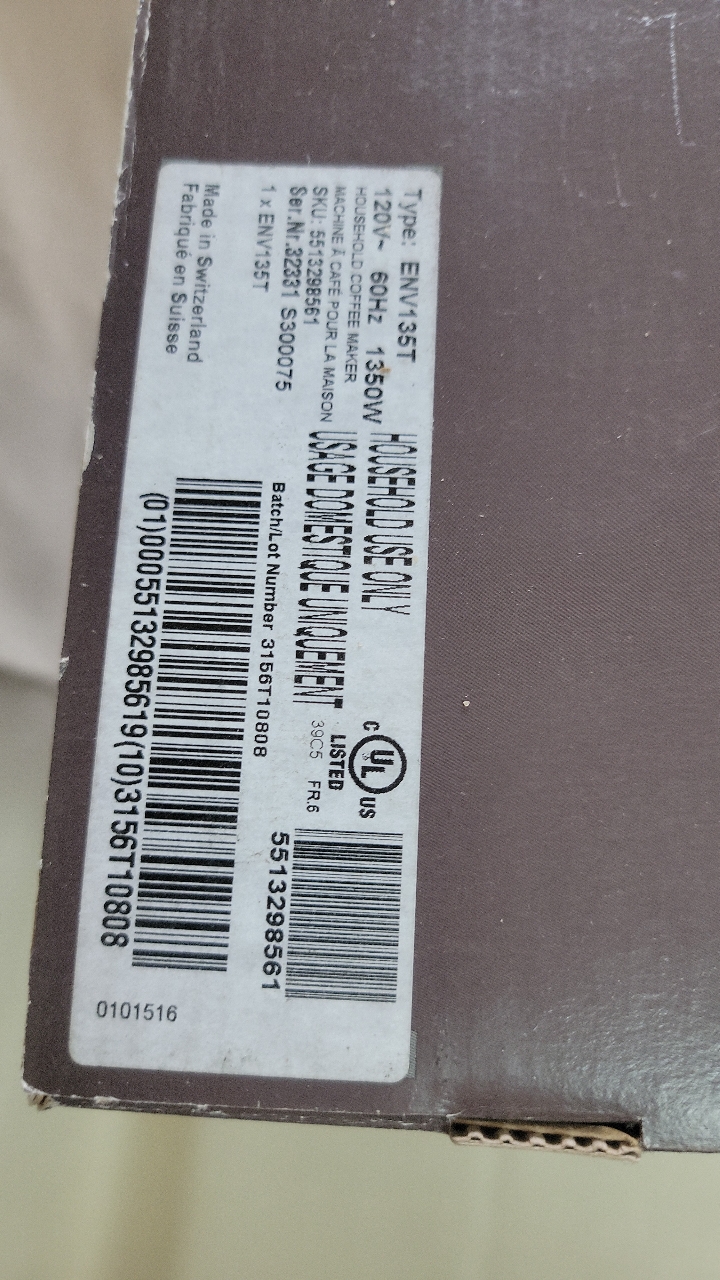 Type: ENV135T
120V~ 60Hz 1350W
HOUSEHOLD COFFEE MAKER
MACHINE À CAFÉ POUR LA MAISON
SKU: 5513298561
Ser.Nr.32331 S300075
1 x ENV135T
Made in Switzerland
Fabriqué en Suisse
HOUSEHOLD USE ONLY
USAGE DOMESTIQUE UNIQUEMENT
C UL US
LISTED
39C5 FR.6
Batch/Lot Number 3156T10808
(01)00055132985619(10)3156T10808
5513298561
0101516